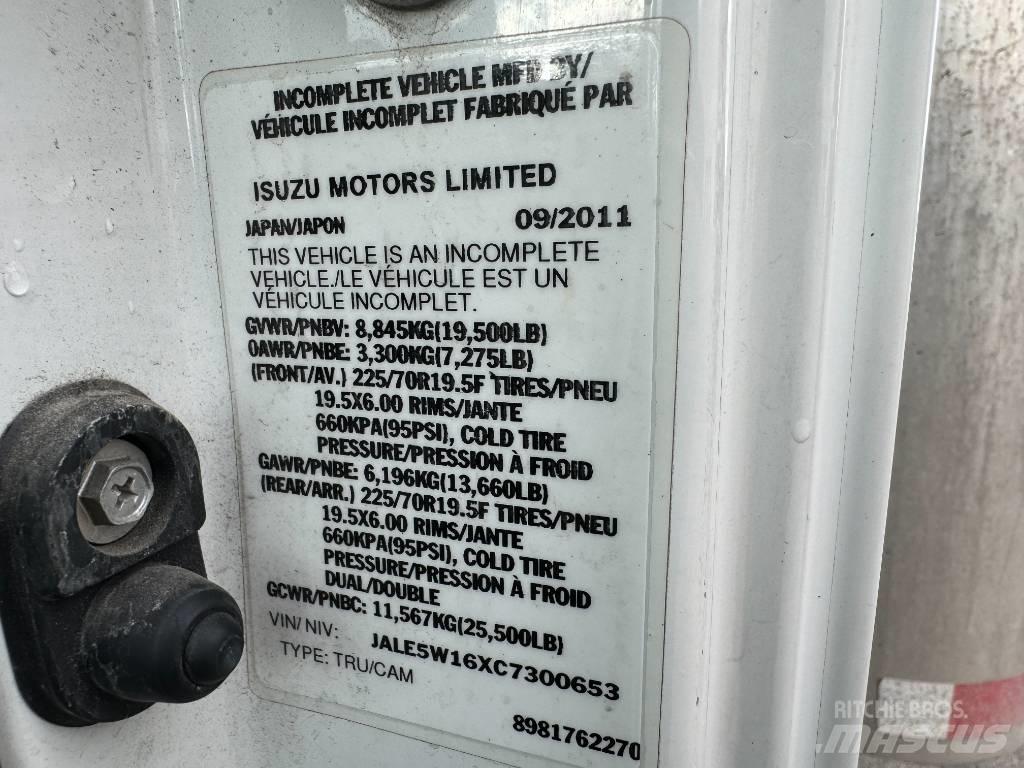 INCOMPLETE VEHICLE MFD BY/
VÉHICULE INCOMPLET FABRIQUÉ PAR
ISUZU MOTORS LIMITED
JAPAN/JAPON 09/2011
THIS VEHICLE IS AN INCOMPLETE
VEHICLE./LE VÉHICULE EST UN
VÉHICULE INCOMPLET.
GVWR/PNBV: 8,845KG(19,500LB)
OAWR/PNBE: 3,300KG(7,275LB)
(FRONT/AV.) 225/70R19.5F TIRES/PNEU
19.5X6.00 RIMS/JANTE
660KPA(95PSI), COLD TIRE
PRESSURE/PRESSION À FROID
GAWR/PNBE: 6,196KG(13,660LB)
(REAR/ARR.) 225/70R19.5F TIRES/PNEU
19.5X6.00 RIMS/JANTE
660KPA(95PSI), COLD TIRE
PRESSURE/PRESSION À FROID
DUAL/DOUBLE
GCWR/PNBC: 11,567KG(25,500LB)
VIN/ NIV: JALE5W16XC7300653
TYPE: TRU/CAM
8981762270
RITCHIE BROS.
MASCUS